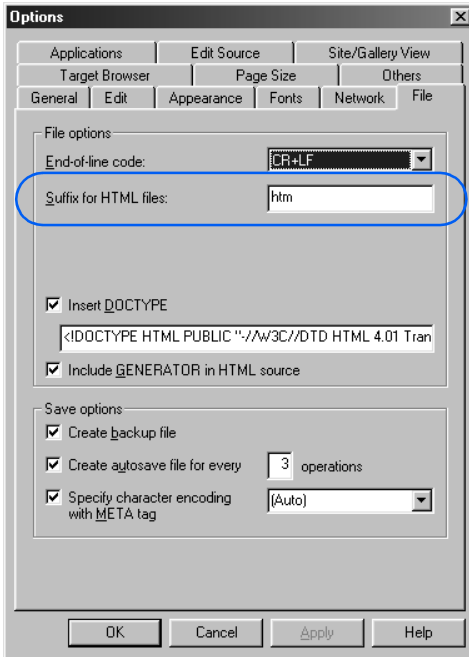 Options
Applications Edit Source Site/Gallery View
Target Browser Page Size Others
General Edit Appearance Fonts Network File
File options
End-of-line code: CR+LF
Suffix for HTML files: htm
Insert DOCTYPE
<!DOCTYPE HTML PUBLIC "-//W3C//DTD HTML 4.01 Tran
Include GENERATOR in HTML source
Save options
Create backup file
Create autosave file for every 3 operations
Specify character encoding (Auto)
with META tag
OK Cancel Apply Help